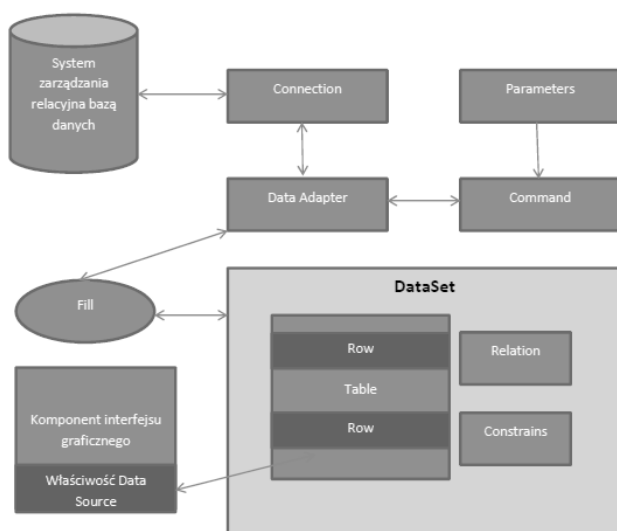 System
zarządzania
relacyjna bazą
danych
Connection
Parameters
Data Adapter
Command
Fill
DataSet
Row
Relation
Table
Row
Constrains
Komponent interfejsu
graficznego
Właściwość Data
Source